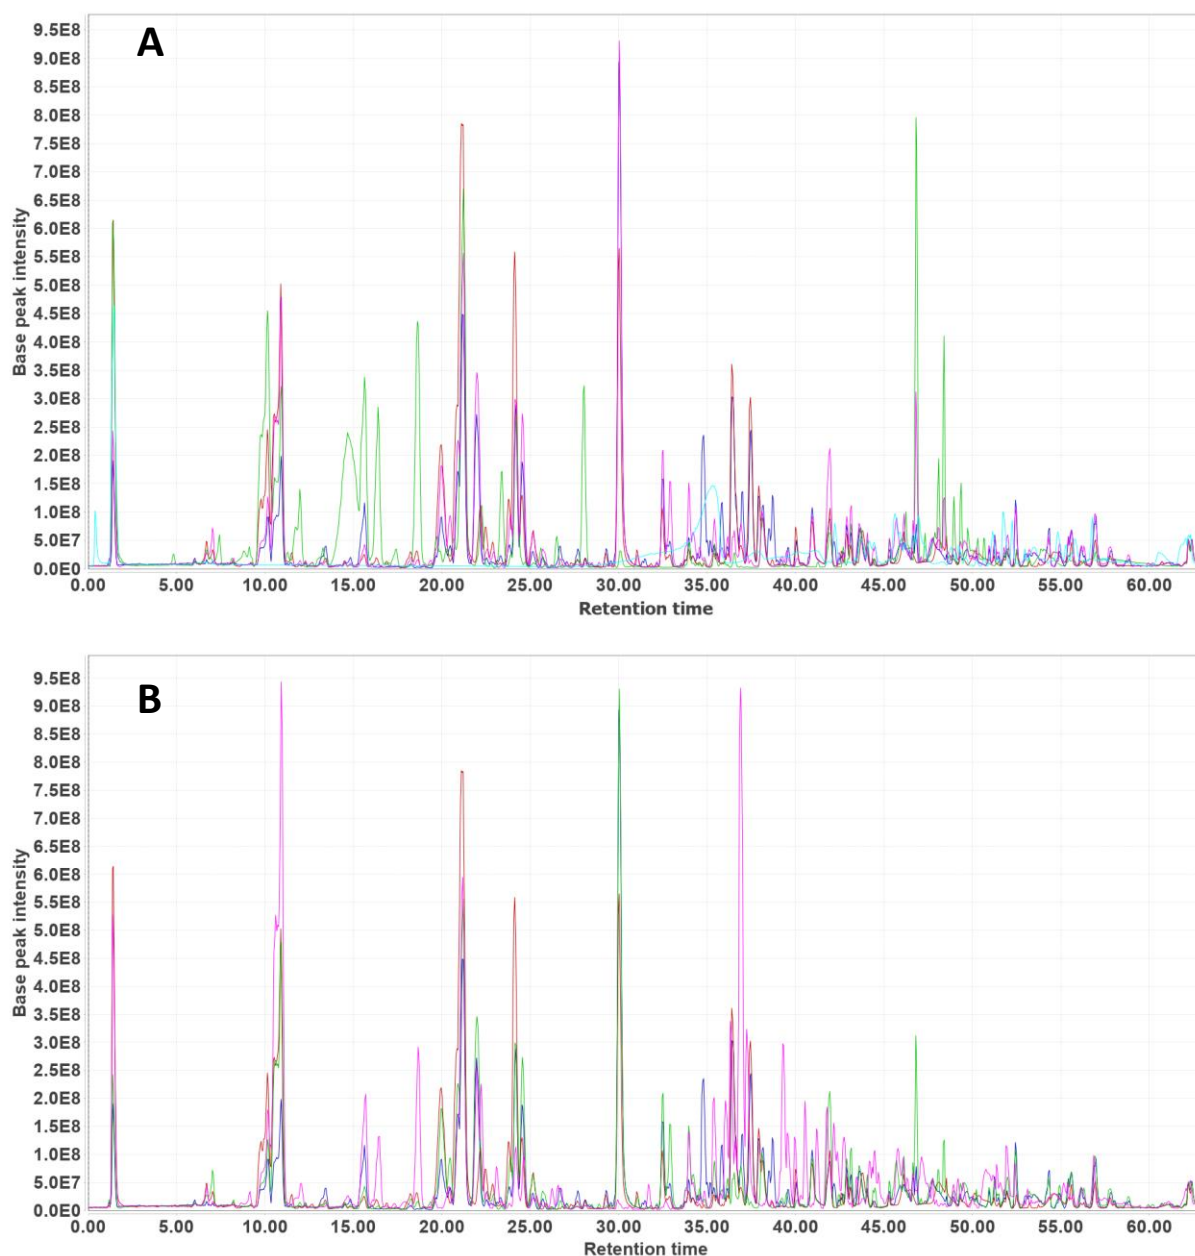 A
9.5E8
9.0E8
8.5E8
8.0E8
7.5E8
7.0E8
6.5E8
6.0E8
5.5E8
5.0E8
4.5E8
4.0E8
3.5E8
3.0E8
2.5E8
2.0E8
1.5E8
1.0E8
5.0E7
0.0E0
Base peak intensity
0.00 5.00 10.00 15.00 20.00 25.00 30.00 35.00 40.00 45.00 50.00 55.00 60.00
Retention time
B
9.5E8
9.0E8
8.5E8
8.0E8
7.5E8
7.0E8
6.5E8
6.0E8
5.5E8
5.0E8
4.5E8
4.0E8
3.5E8
3.0E8
2.5E8
2.0E8
1.5E8
1.0E8
5.0E7
0.0E0
Base peak intensity
0.00 5.00 10.00 15.00 20.00 25.00 30.00 35.00 40.00 45.00 50.00 55.00 60.00
Retention time